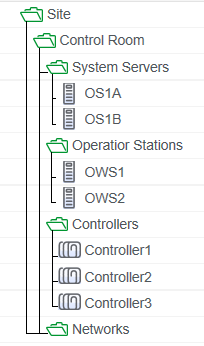 Site
Control Room
System Servers
OS1A
OS1B
Operatior Stations
OWS1
OWS2
Controllers
Controller1
Controller2
Controller3
Networks